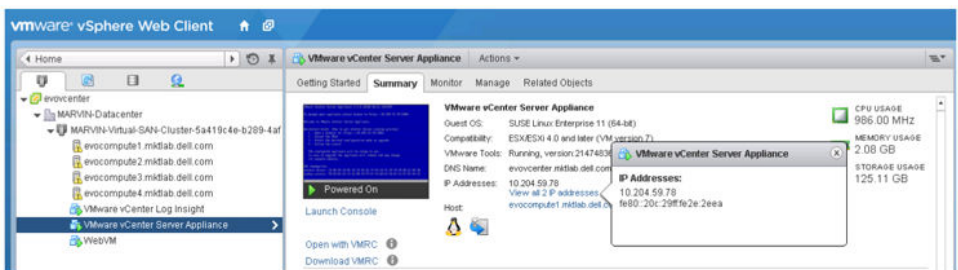 vmware® vSphere Web Client
Home
evovcenter
MARVIN-Datacenter
MARVIN-Virtual-SAN-Cluster-5a419c4e-b289-4af
evocompute1.mktlab.dell.com
evocompute2.mktlab.dell.com
evocompute3.mktlab.dell.com
evocompute4.mktlab.dell.com
VMware vCenter Log Insight
VMware vCenter Server Appliance
WebVM
VMware vCenter Server Appliance Actions
Getting Started Summary Monitor Manage Related Objects
Powered On
Launch Console
Open with VMRC
Download VMRC
VMware vCenter Server Appliance
Guest OS: SUSE Linux Enterprise 11 (64-bit)
Compatibility: ESX/ESXi 4.0 and later (VM version 7)
VMware Tools: Running, version:21474836
DNS Name: evovcenter.mktlab.dell.com
IP Addresses: 10.204.59.78
View all 2 IP addresses
Host: evocompute1.mktlab.dell.co
VMware vCenter Server Appliance
IP Addresses:
10.204.59.78
fe80::20c:29ff:fe2e:2eea
CPU USAGE
986.00 MHz
MEMORY USAGE
2.08 GB
STORAGE USAGE
125.11 GB